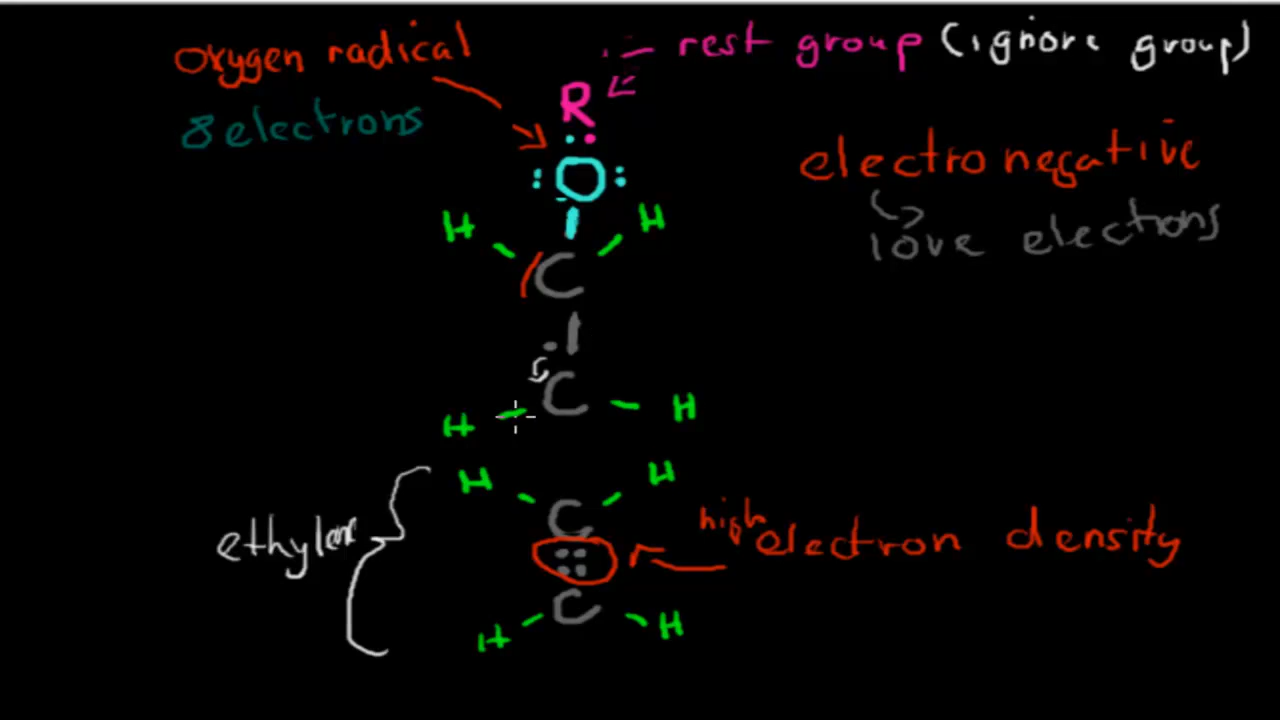 oxygen radical
rest group (ignore group)
R
8 electrons
electronegative
:O:
love electrons
H H
C
C
H H
H H
C
ethylene
high electron density
C
H H